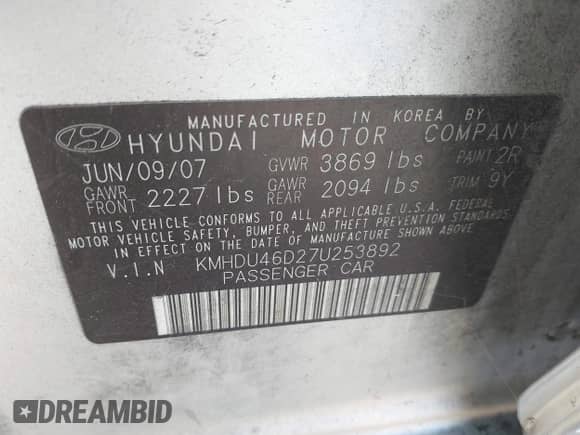 MANUFACTURED IN KOREA BY
HYUNDAI MOTOR COMPANY
JUN/09/07 GVWR 3869 lbs PAINT 2R
GAWR FRONT 2227 lbs GAWR REAR 2094 lbs TRIM 9Y
THIS VEHICLE CONFORMS TO ALL APPLICABLE U.S.A. FEDERAL
MOTOR VEHICLE SAFETY, BUMPER, AND THEFT PREVENTION STANDARDS
IN EFFECT ON THE DATE OF MANUFACTURE SHOWN ABOVE.
V.I.N KMHDU46D27U253892
PASSENGER CAR
DREAMBID